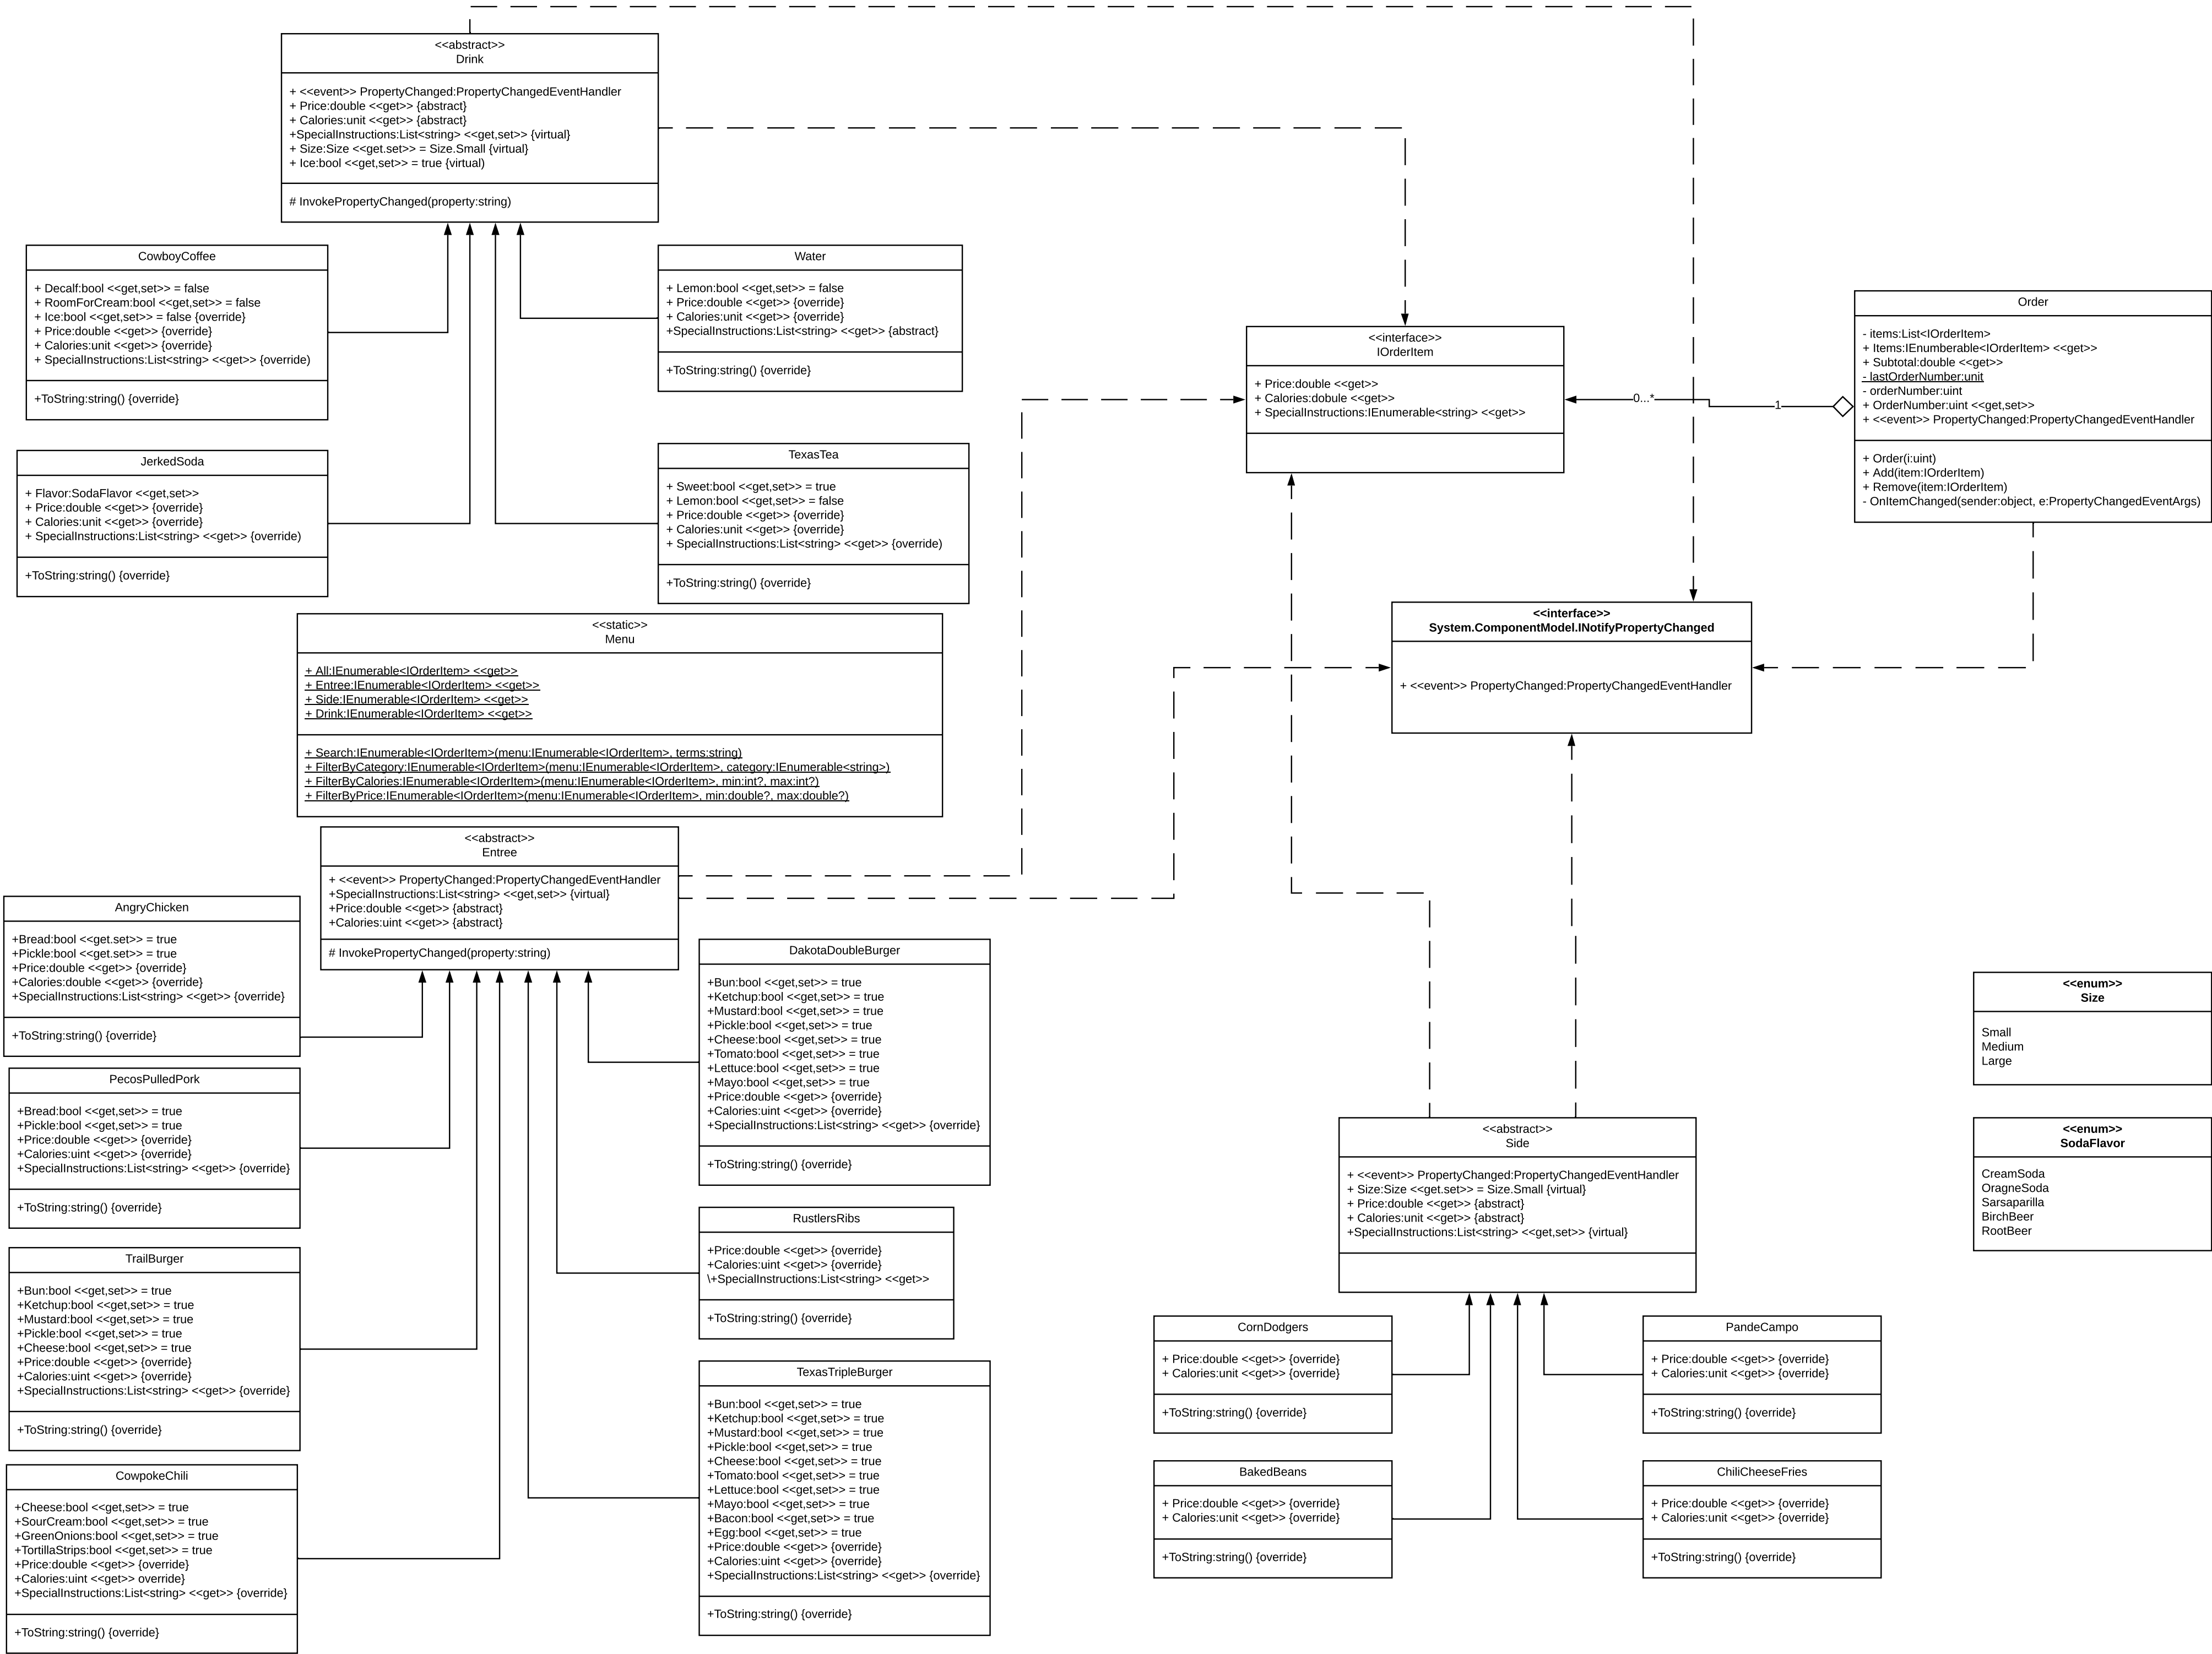 <<abstract>>
Drink
+ <<event>> PropertyChanged:PropertyChangedEventHandler
+ Price:double <<get>> {abstract}
+ Calories:unit <<get>> {abstract}
+SpecialInstructions:List<string> <<get,set>> {virtual}
+ Size:Size <<get.set>> = Size.Small {virtual}
+ Ice:bool <<get,set>> = true {virtual)
# InvokePropertyChanged(property:string)
CowboyCoffee
+ Decalf:bool <<get,set>> = false
+ RoomForCream:bool <<get,set>> = false
+ Ice:bool <<get,set>> = false {override}
+ Price:double <<get>> {override}
+ Calories:unit <<get>> {override}
+ SpecialInstructions:List<string> <<get>> {override)
+ToString:string() {override}
Water
+ Lemon:bool <<get,set>> = false
+ Price:double <<get>> {override}
+ Calories:unit <<get>> {override}
+SpecialInstructions:List<string> <<get>> {abstract}
+ToString:string() {override}
JerkedSoda
+ Flavor:SodaFlavor <<get,set>>
+ Price:double <<get>> {override}
+ Calories:unit <<get>> {override}
+ SpecialInstructions:List<string> <<get>> {override)
+ToString:string() {override}
TexasTea
+ Sweet:bool <<get,set>> = true
+ Lemon:bool <<get,set>> = false
+ Price:double <<get>> {override}
+ Calories:unit <<get>> {override}
+ SpecialInstructions:List<string> <<get>> {override)
+ToString:string() {override}
<<interface>>
IOrderItem
+ Price:double <<get>>
+ Calories:dobule <<get>>
+ SpecialInstructions:IEnumerable<string> <<get>>
0...*
1
Order
- items:List<IOrderItem>
+ Items:IEnumberable<IOrderItem> <<get>>
+ Subtotal:double <<get>>
- lastOrderNumber:unit
- orderNumber:uint
+ OrderNumber:uint <<get,set>>
+ <<event>> PropertyChanged:PropertyChangedEventHandler
+ Order(i:uint)
+ Add(item:IOrderItem)
+ Remove(item:IOrderItem)
- OnItemChanged(sender:object, e:PropertyChangedEventArgs)
<<interface>>
System.ComponentModel.INotifyPropertyChanged
+ <<event>> PropertyChanged:PropertyChangedEventHandler
<<static>>
Menu
+ All:IEnumerable<IOrderItem> <<get>>
+ Entree:IEnumerable<IOrderItem> <<get>>
+ Side:IEnumerable<IOrderItem> <<get>>
+ Drink:IEnumerable<IOrderItem> <<get>>
+ Search:IEnumerable<IOrderItem>(menu:IEnumerable<IOrderItem>, terms:string)
+ FilterByCategory:IEnumerable<IOrderItem>(menu:IEnumerable<IOrderItem>, category:IEnumerable<string>)
+ FilterByCalories:IEnumerable<IOrderItem>(menu:IEnumerable<IOrderItem>, min:int?, max:int?)
+ FilterByPrice:IEnumerable<IOrderItem>(menu:IEnumerable<IOrderItem>, min:double?, max:double?)
<<abstract>>
Entree
+ <<event>> PropertyChanged:PropertyChangedEventHandler
+SpecialInstructions:List<string> <<get,set>> {virtual}
+Price:double <<get>> {abstract}
+Calories:uint <<get>> {abstract}
# InvokePropertyChanged(property:string)
AngryChicken
+Bread:bool <<get.set>> = true
+Pickle:bool <<get.set>> = true
+Price:double <<get>> {override}
+Calories:double <<get>> {override}
+SpecialInstructions:List<string> <<get>> {override}
+ToString:string() {override}
PecosPulledPork
+Bread:bool <<get,set>> = true
+Pickle:bool <<get,set>> = true
+Price:double <<get>> {override}
+Calories:uint <<get>> {override}
+SpecialInstructions:List<string> <<get>> {override}
+ToString:string() {override}
TrailBurger
+Bun:bool <<get,set>> = true
+Ketchup:bool <<get,set>> = true
+Mustard:bool <<get,set>> = true
+Pickle:bool <<get,set>> = true
+Cheese:bool <<get,set>> = true
+Price:double <<get>> {override}
+Calories:uint <<get>> {override}
+SpecialInstructions:List<string> <<get>> {override}
+ToString:string() {override}
CowpokeChili
+Cheese:bool <<get,set>> = true
+SourCream:bool <<get,set>> = true
+GreenOnions:bool <<get,set>> = true
+TortillaStrips:bool <<get,set>> = true
+Price:double <<get>> {override}
+Calories:uint <<get>> override}
+SpecialInstructions:List<string> <<get>> {override}
+ToString:string() {override}
DakotaDoubleBurger
+Bun:bool <<get,set>> = true
+Ketchup:bool <<get,set>> = true
+Mustard:bool <<get,set>> = true
+Pickle:bool <<get,set>> = true
+Cheese:bool <<get,set>> = true
+Tomato:bool <<get,set>> = true
+Lettuce:bool <<get,set>> = true
+Mayo:bool <<get,set>> = true
+Price:double <<get>> {override}
+Calories:uint <<get>> {override}
+SpecialInstructions:List<string> <<get>> {override}
+ToString:string() {override}
RustlersRibs
+Price:double <<get>> {override}
+Calories:uint <<get>> {override}
\+SpecialInstructions:List<string> <<get>>
+ToString:string() {override}
TexasTripleBurger
+Bun:bool <<get,set>> = true
+Ketchup:bool <<get,set>> = true
+Mustard:bool <<get,set>> = true
+Pickle:bool <<get,set>> = true
+Cheese:bool <<get,set>> = true
+Tomato:bool <<get,set>> = true
+Lettuce:bool <<get,set>> = true
+Mayo:bool <<get,set>> = true
+Bacon:bool <<get,set>> = true
+Egg:bool <<get,set>> = true
+Price:double <<get>> {override}
+Calories:uint <<get>> {override}
+SpecialInstructions:List<string> <<get>> {override}
+ToString:string() {override}
<<abstract>>
Side
+ <<event>> PropertyChanged:PropertyChangedEventHandler
+ Size:Size <<get.set>> = Size.Small {virtual}
+ Price:double <<get>> {abstract}
+ Calories:unit <<get>> {abstract}
+SpecialInstructions:List<string> <<get,set>> {virtual}
CornDodgers
+ Price:double <<get>> {override}
+ Calories:unit <<get>> {override}
+ToString:string() {override}
PandeCampo
+ Price:double <<get>> {override}
+ Calories:unit <<get>> {override}
+ToString:string() {override}
BakedBeans
+ Price:double <<get>> {override}
+ Calories:unit <<get>> {override}
+ToString:string() {override}
ChiliCheeseFries
+ Price:double <<get>> {override}
+ Calories:unit <<get>> {override}
+ToString:string() {override}
<<enum>>
Size
Small
Medium
Large
<<enum>>
SodaFlavor
CreamSoda
OragneSoda
Sarsaparilla
BirchBeer
RootBeer